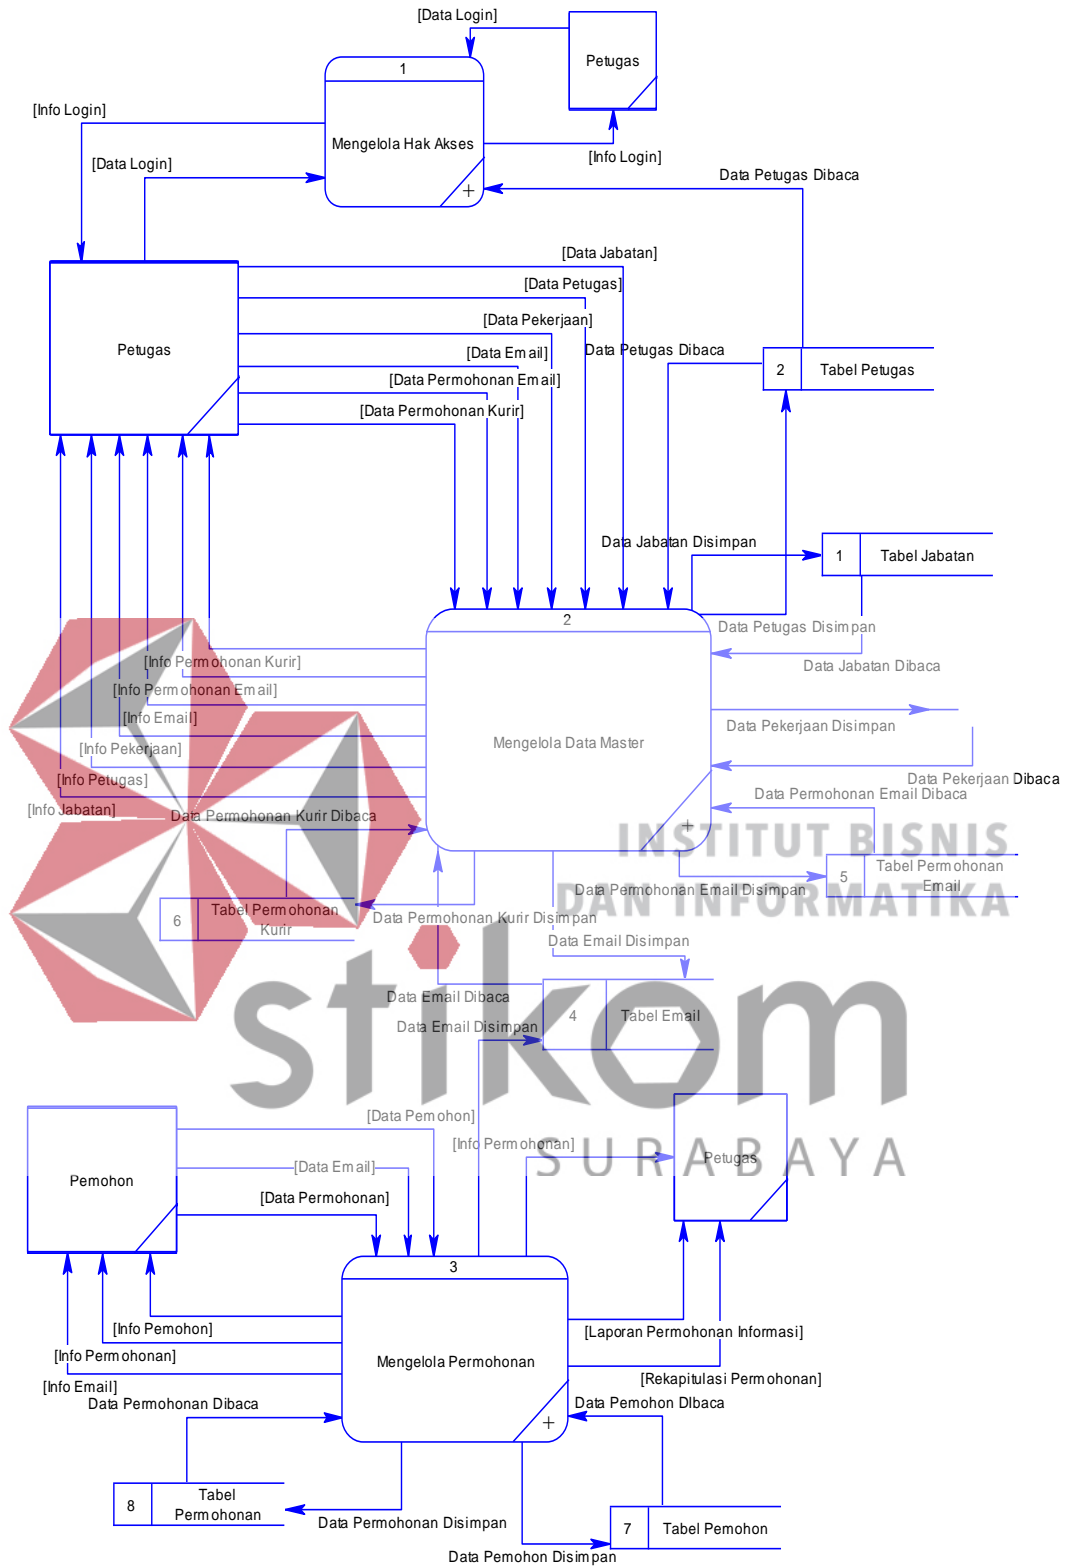 [Data Login]
Petugas
1
[Info Login]
Mengelola Hak Akses
[Info Login]
[Data Login]
Data Petugas Dibaca
+
[Data Jabatan]
[Data Petugas]
[Data Pekerjaan]
Petugas
[Data Email]
Data Petugas Dibaca
2
Tabel Petugas
[Data Permohonan Email]
[Data Permohonan Kurir]
Data Jabatan Disimpan
1
Tabel Jabatan
2
Data Petugas Disimpan
[Info Permohonan Kurir]
Data Jabatan Dibaca
[Info Permohonan Email]
[Info Email]
Data Pekerjaan Disimpan
Mengelola Data Master
[Info Pekerjaan]
[Info Petugas]
Data Pekerjaan Dibaca
[Info Jabatan]
Data Permohonan Email Dibaca
Data Permohonan Kurir Dibaca
+
INSTITUT BISNIS
DAN INFORMATIKA
5
Tabel Permohonan
Email
Data Permohonan Email Disimpan
6
Tabel Permohonan
Kurir
Data Permohonan Kurir Disimpan
Data Email Disimpan
stikom
Data Email Dibaca
4
Tabel Email
Data Email Disimpan
[Data Pemohon]
[Info Permohonan]
SURABAYA
Petugas
Pemohon
[Data Email]
[Data Permohonan]
3
[Info Pemohon]
[Laporan Permohonan Informasi]
[Info Permohonan]
Mengelola Permohonan
[Info Email]
[Rekapitulasi Permohonan]
Data Permohonan Dibaca
Data Pemohon DIbaca
+
8
Tabel
Permohonan
Data Permohonan Disimpan
7
Tabel Pemohon
Data Pemohon Disimpan